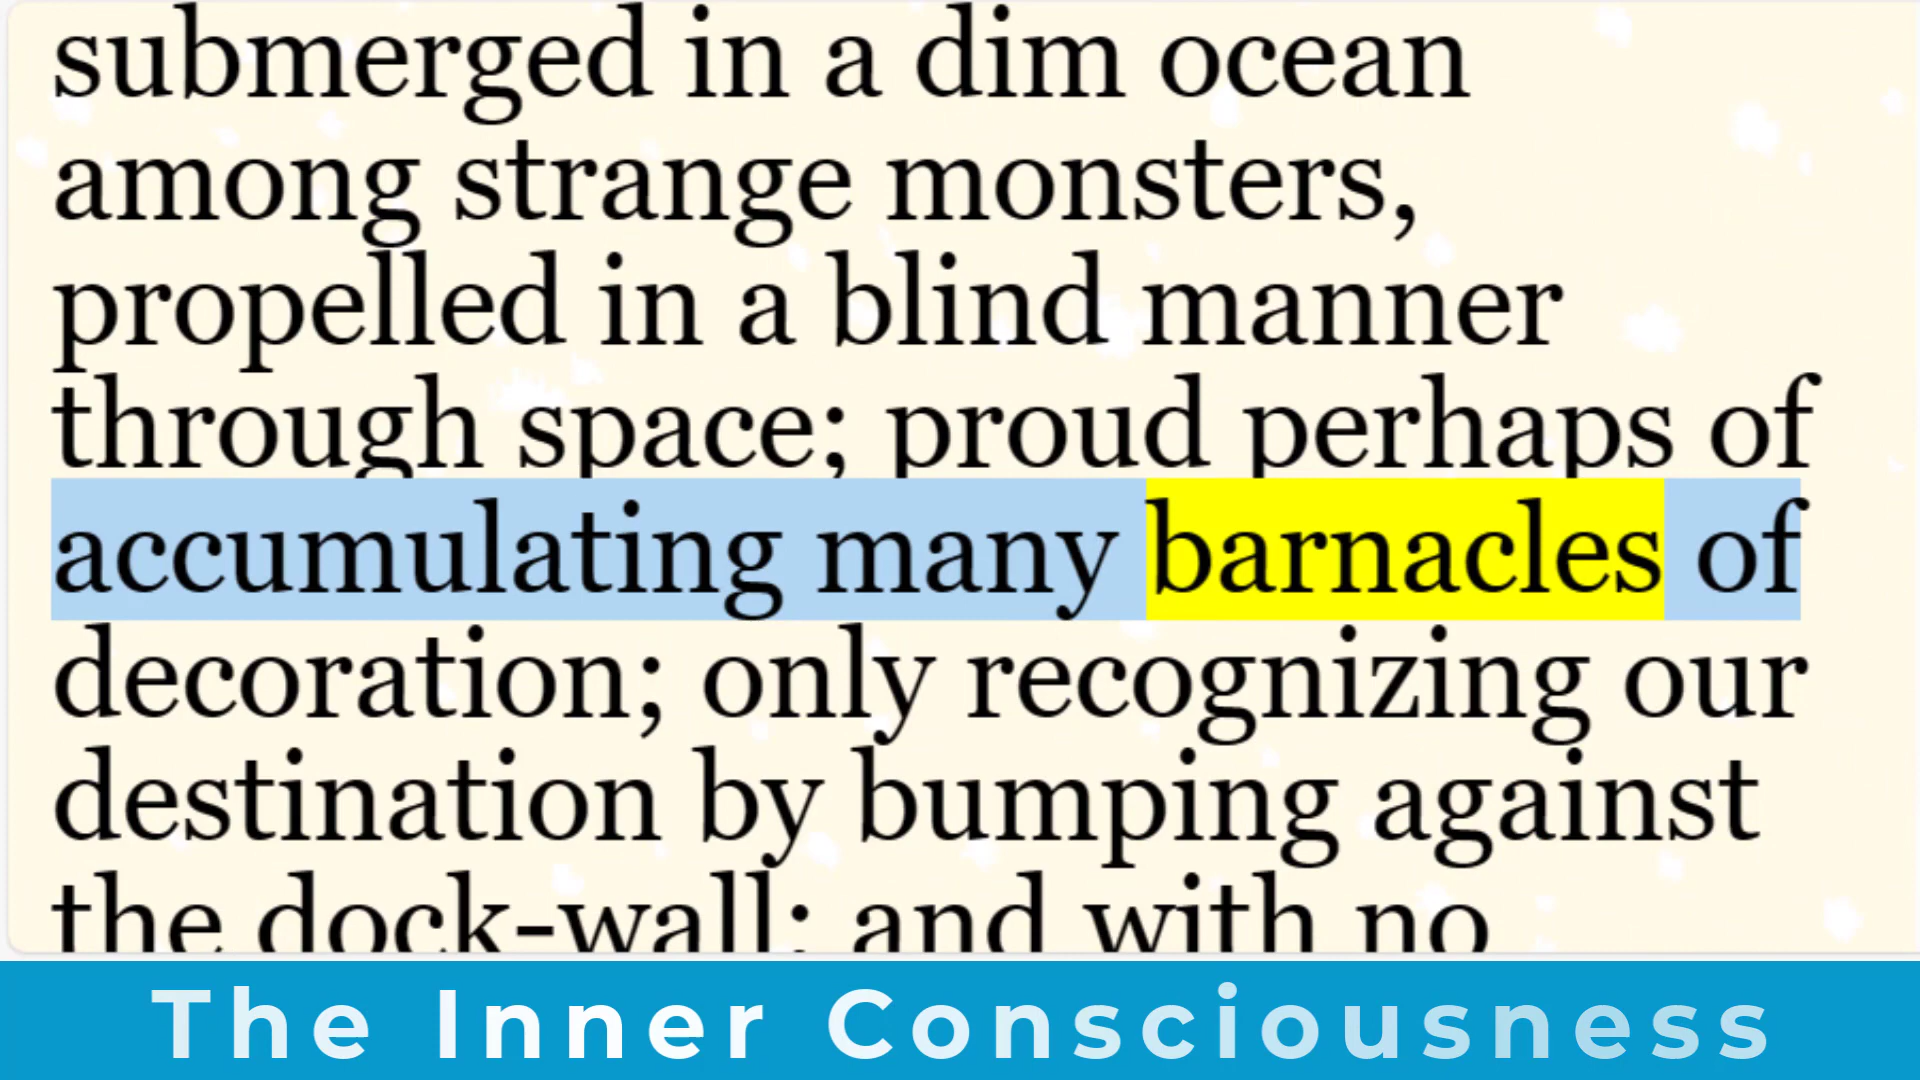 submerged in a dim ocean
among strange monsters,
propelled in a blind manner
through space; proud perhaps of
accumulating many barnacles of
decoration; only recognizing our
destination by bumping against
the dock-wall; and with no
The Inner Consciousness